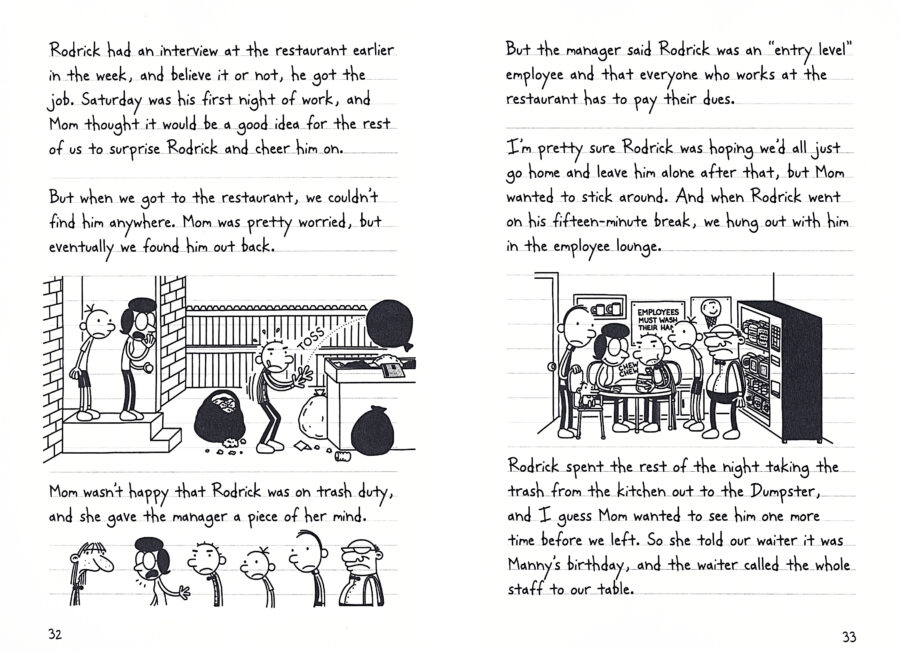 Rodrick had an interview at the restaurant earlier
in the week, and believe it or not, he got the
job. Saturday was his first night of work, and
Mom thought it would be a good idea for the rest
of us to surprise Rodrick and cheer him on.
But when we got to the restaurant, we couldn't
find him anywhere. Mom was pretty worried, but
eventually we found him out back.
TOSS
Mom wasn't happy that Rodrick was on trash duty,
and she gave the manager a piece of her mind.
32
But the manager said Rodrick was an "entry level"
employee and that everyone who works at the
restaurant has to pay their dues.
I'm pretty sure Rodrick was hoping we'd all just
go home and leave him alone after that, but Mom
wanted to stick around. And when Rodrick went
on his fifteen-minute break, we hung out with him
in the employee lounge.
EMPLOYEES
MUST WASH
THEIR HA
CHEW
CHEW
Rodrick spent the rest of the night taking the
trash from the kitchen out to the Dumpster,
and I guess Mom wanted to see him one more
time before we left. So she told our waiter it was
Manny's birthday, and the waiter called the whole
staff to our table.
33